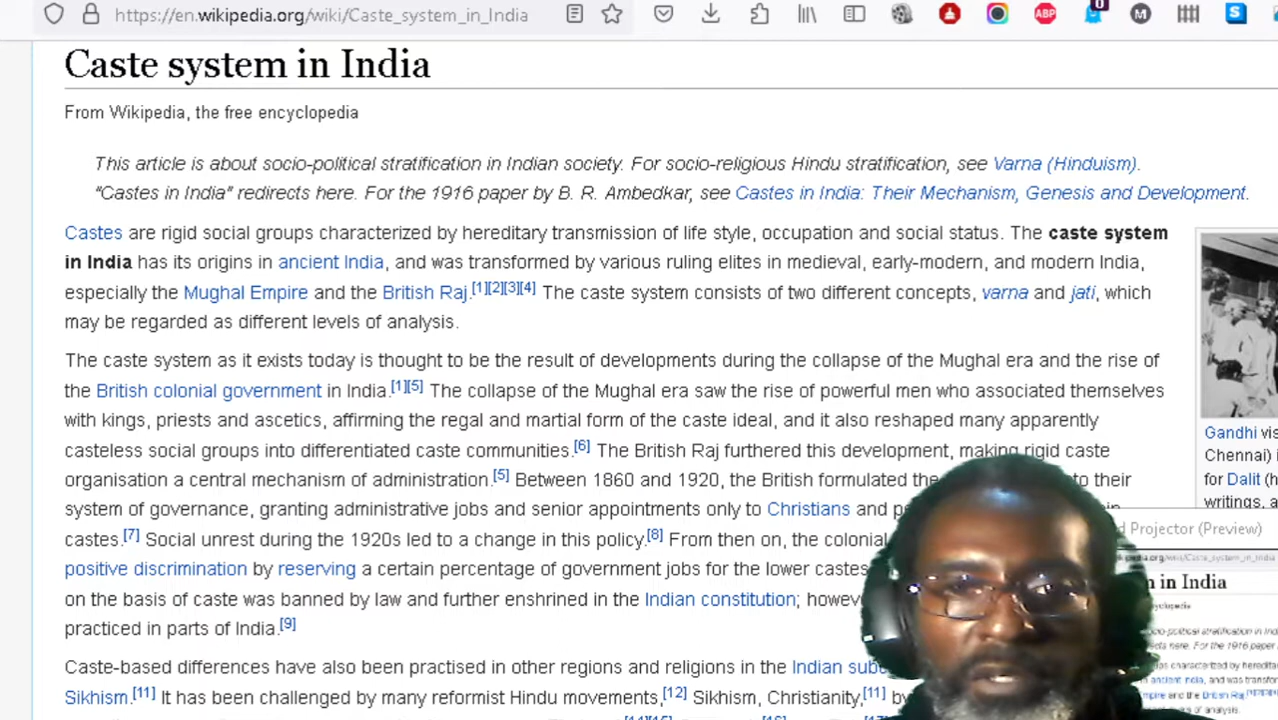 https://en.wikipedia.org/wiki/Caste_system_in_India
ABP
0
M
S
Caste system in India
From Wikipedia, the free encyclopedia
This article is about socio-political stratification in Indian society. For socio-religious Hindu stratification, see Varna (Hinduism).
"Castes in India" redirects here. For the 1916 paper by B. R. Ambedkar, see Castes in India: Their Mechanism, Genesis and Development.
Castes are rigid social groups characterized by hereditary transmission of life style, occupation and social status. The caste system
in India has its origins in ancient India, and was transformed by various ruling elites in medieval, early-modern, and modern India,
especially the Mughal Empire and the British Raj.[1][2][3][4] The caste system consists of two different concepts, varna and jati, which
may be regarded as different levels of analysis.
The caste system as it exists today is thought to be the result of developments during the collapse of the Mughal era and the rise of
the British colonial government in India.[1][5] The collapse of the Mughal era saw the rise of powerful men who associated themselves
with kings, priests and ascetics, affirming the regal and martial form of the caste ideal, and it also reshaped many apparently
casteless social groups into differentiated caste communities.[6] The British Raj furthered this development, making rigid caste
organisation a central mechanism of administration.[5] Between 1860 and 1920, the British formulated the to their
system of governance, granting administrative jobs and senior appointments only to Christians and
castes.[7] Social unrest during the 1920s led to a change in this policy.[8] From then on, the colonial
positive discrimination by reserving a certain percentage of government jobs for the lower castes
on the basis of caste was banned by law and further enshrined in the Indian constitution;
practiced in parts of India.[9]
Caste-based differences have also been practised in other regions and religions in the Indian
Sikhism.[11] It has been challenged by many reformist Hindu movements,[12] Sikhism, Christianity,[11] by
Gandhi
Chennai)
for Dalit
writings,
Projector (Preview)
in India